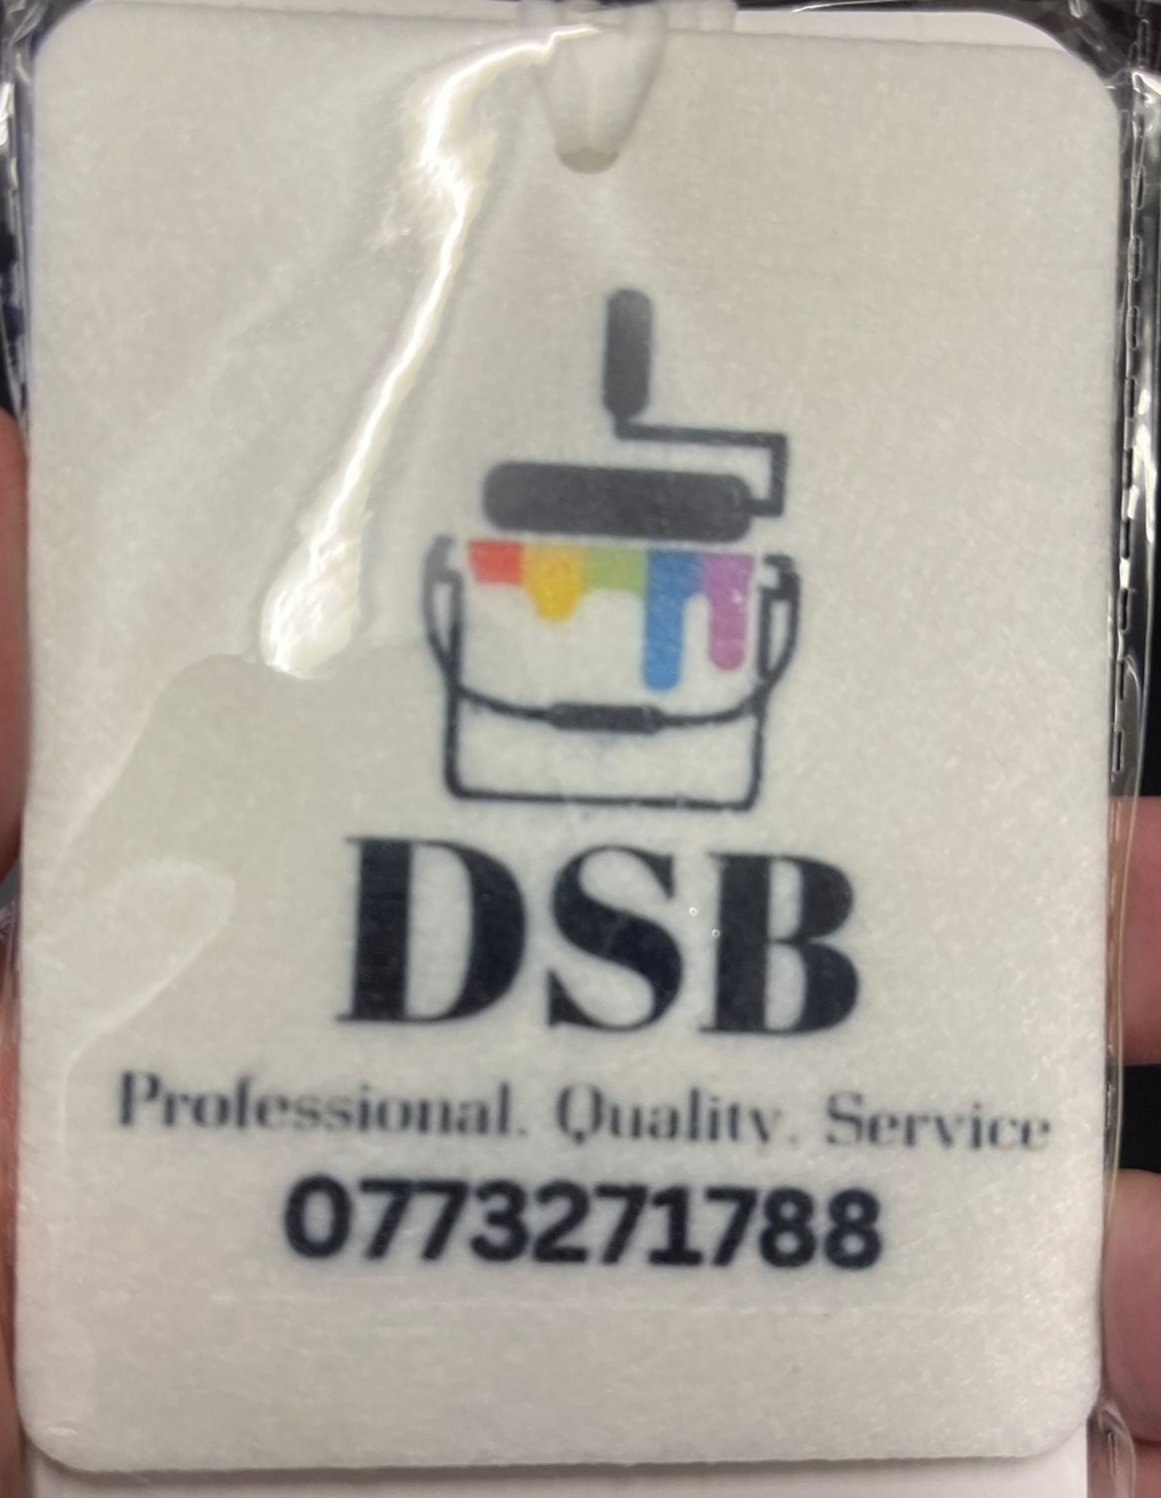 DSB
Professional. Quality. Service
0773271788